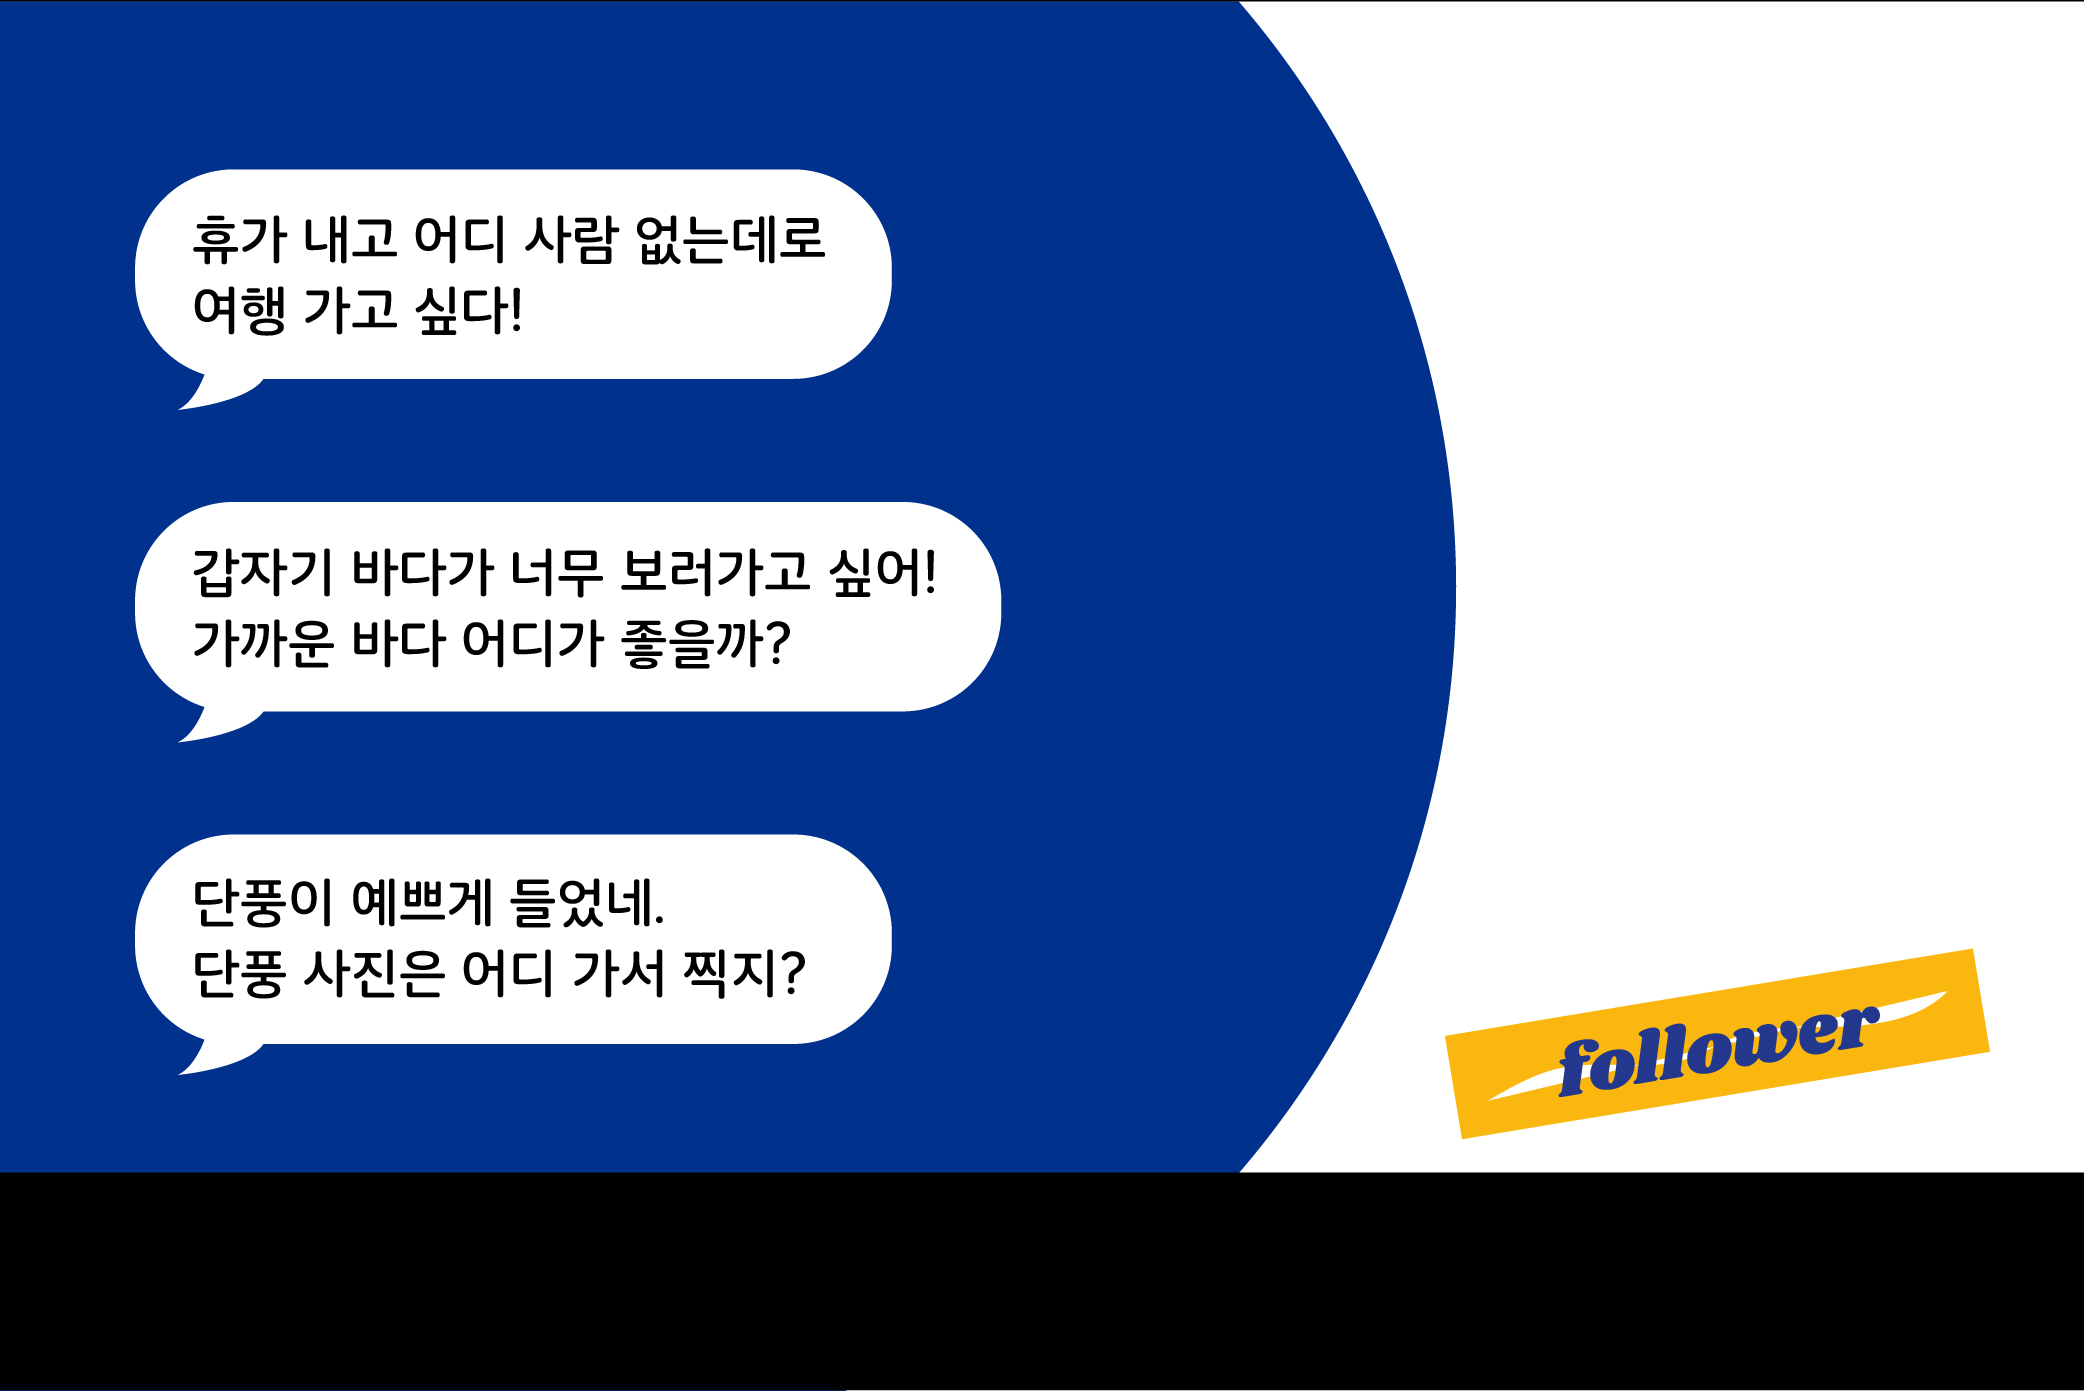 휴가 내고 어디 사람 없는데로
여행 가고 싶다!
갑자기 바다가 너무 보러가고 싶어!
가까운 바다 어디가 좋을까?
단풍이 예쁘게 들었네.
단풍 사진은 어디 가서 찍지?
follower